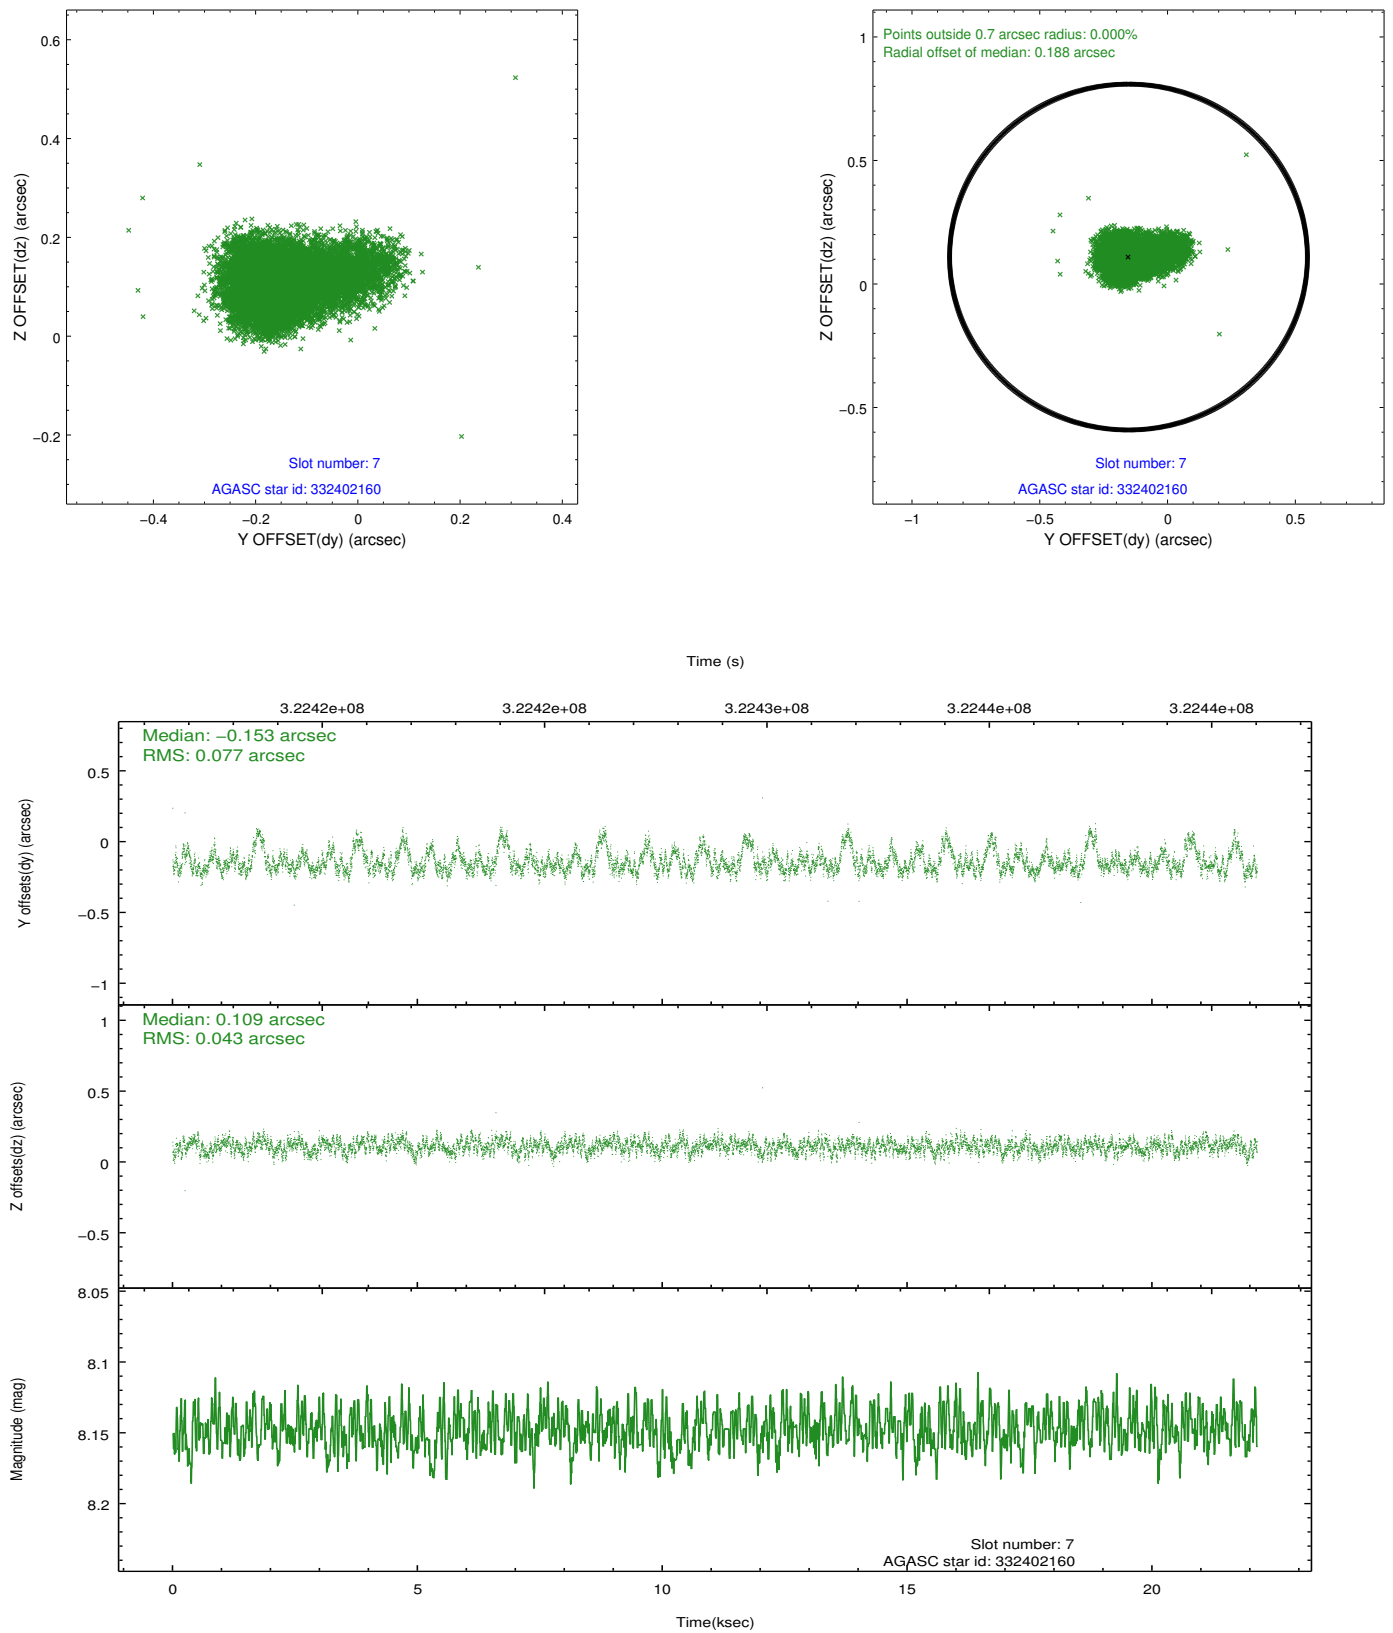 0.6
0.4
0.2
0
−0.2
Z OFFSET(dz) (arcsec)
Slot number: 7
AGASC star id: 332402160
−0.4 −0.2 0 0.2 0.4
Y OFFSET(dy) (arcsec)
Points outside 0.7 arcsec radius: 0.000%
Radial offset of median: 0.188 arcsec
1
0.5
0
−0.5
Z OFFSET(dz) (arcsec)
Slot number: 7
AGASC star id: 332402160
−1 −0.5 0 0.5
Y OFFSET(dy) (arcsec)
Time (s)
3.2242e+08 3.2242e+08 3.2243e+08 3.2244e+08 3.2244e+08
Median: −0.153 arcsec
RMS: 0.077 arcsec
0.5
0
−0.5
−1
Y offsets(dy) (arcsec)
Median: 0.109 arcsec
RMS: 0.043 arcsec
1
0.5
0
−0.5
Z offsets(dz) (arcsec)
8.05
8.1
8.15
8.2
Magnitude (mag)
Slot number: 7
AGASC star id: 332402160
0 5 10 15 20
Time(ksec)